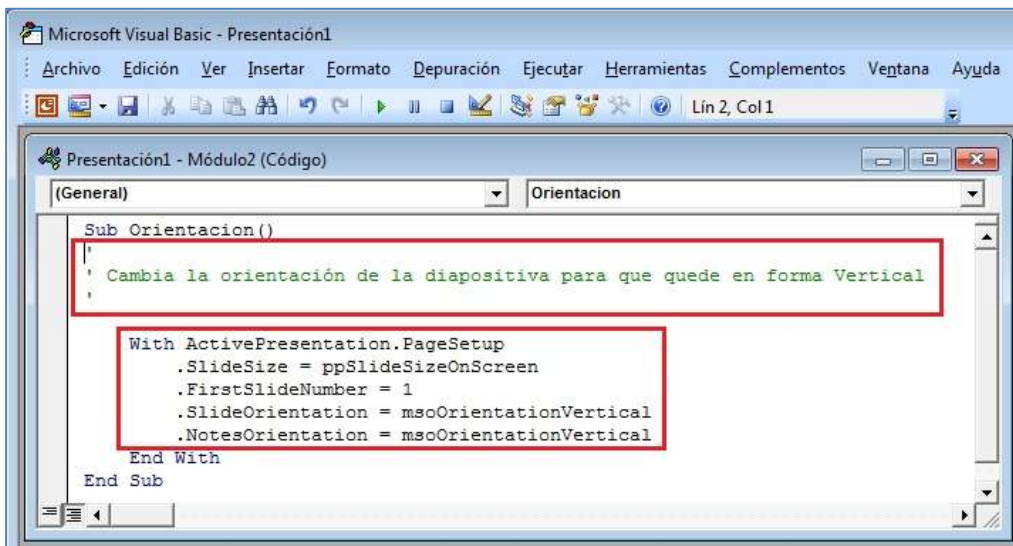 Microsoft Visual Basic - Presentación1
Archivo Edición Ver Insertar Formato Depuración Ejecutar Herramientas Complementos Ventana Ayuda
Lín 2, Col 1
Presentación1 - Módulo2 (Código)
(General) Orientacion
Sub Orientacion()
'
' Cambia la orientación de la diapositiva para que quede en forma Vertical
'
With ActivePresentation.PageSetup
.SlideSize = ppSlideSizeOnScreen
.FirstSlideNumber = 1
.SlideOrientation = msoOrientationVertical
.NotesOrientation = msoOrientationVertical
End With
End Sub